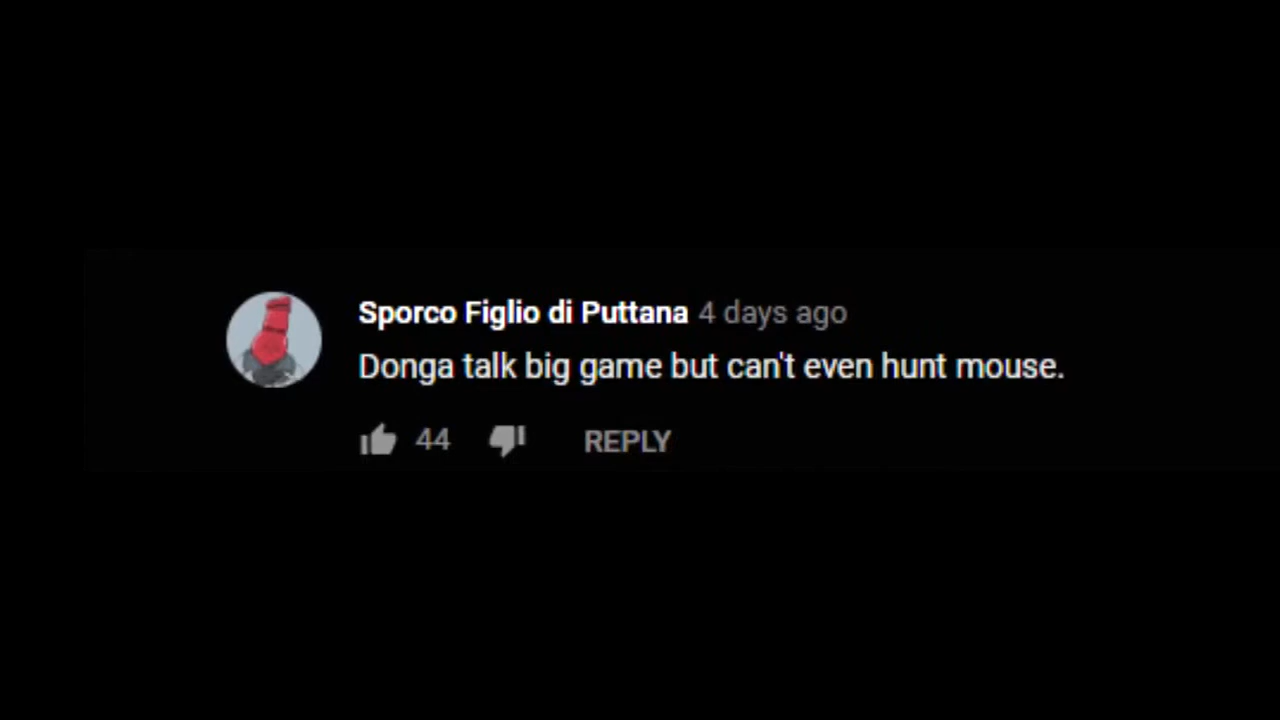 Sporco Figlio di Puttana 4 days ago
Donga talk big game but can't even hunt mouse.
44 REPLY